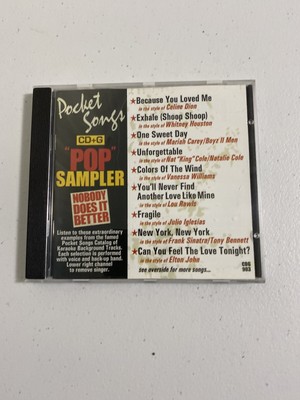 Pocket
Songs
CD+G
"POP"
SAMPLER
NOBODY
DOES IT
BETTER
Listen to these extraordinary
examples from the famed
Pocket Songs Catalog of
Karaoke Background Tracks.
Each selection is performed
with voice and back-up band.
Lower right channel
to remove singer.
★Because You Loved Me
in the style of Celine Dion
★Exhale (Shoop Shoop)
in the style of Whitney Houston
★One Sweet Day
in the style of Mariah Carey/Boyz II Men
★Unforgettable
in the style of Nat "King" Cole/Natalie Cole
★Colors Of The Wind
in the style of Vanessa Williams
★You'll Never Find
Another Love Like Mine
in the style of Lou Rawls
★Fragile
in the style of Julio Iglesias
★New York, New York
in the style of Frank Sinatra/Tony Bennett
★Can You Feel The Love Tonight?
in the style of Elton John
see overside for more songs...
CDG
903